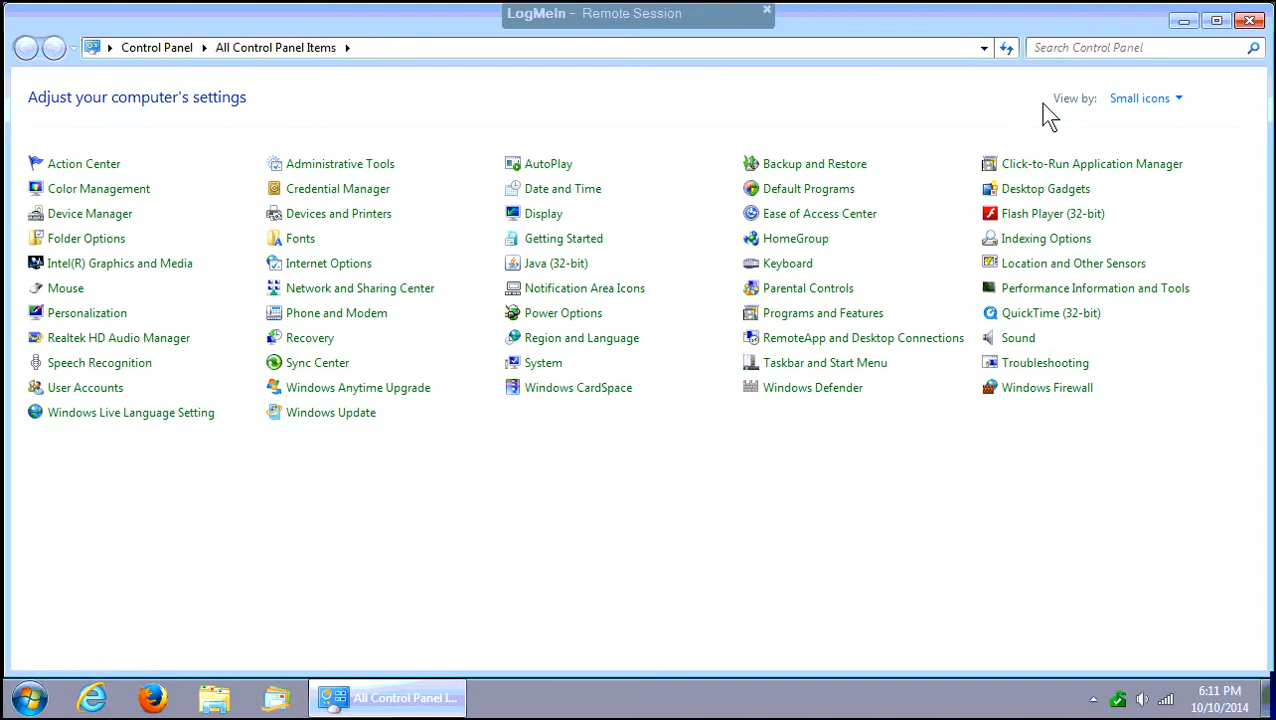 LogMeIn - Remote Session
Control Panel All Control Panel Items
Search Control Panel
Adjust your computer's settings
View by: Small icons
Action Center Administrative Tools AutoPlay Backup and Restore Click-to-Run Application Manager
Color Management Credential Manager Date and Time Default Programs Desktop Gadgets
Device Manager Devices and Printers Display Ease of Access Center Flash Player (32-bit)
Folder Options Fonts Getting Started HomeGroup Indexing Options
Intel(R) Graphics and Media Internet Options Java (32-bit) Keyboard Location and Other Sensors
Mouse Network and Sharing Center Notification Area Icons Parental Controls Performance Information and Tools
Personalization Phone and Modem Power Options Programs and Features QuickTime (32-bit)
Realtek HD Audio Manager Recovery Region and Language RemoteApp and Desktop Connections Sound
Speech Recognition Sync Center System Taskbar and Start Menu Troubleshooting
User Accounts Windows Anytime Upgrade Windows CardSpace Windows Defender Windows Firewall
Windows Live Language Setting Windows Update
All Control Panel I...
6:11 PM
10/10/2014